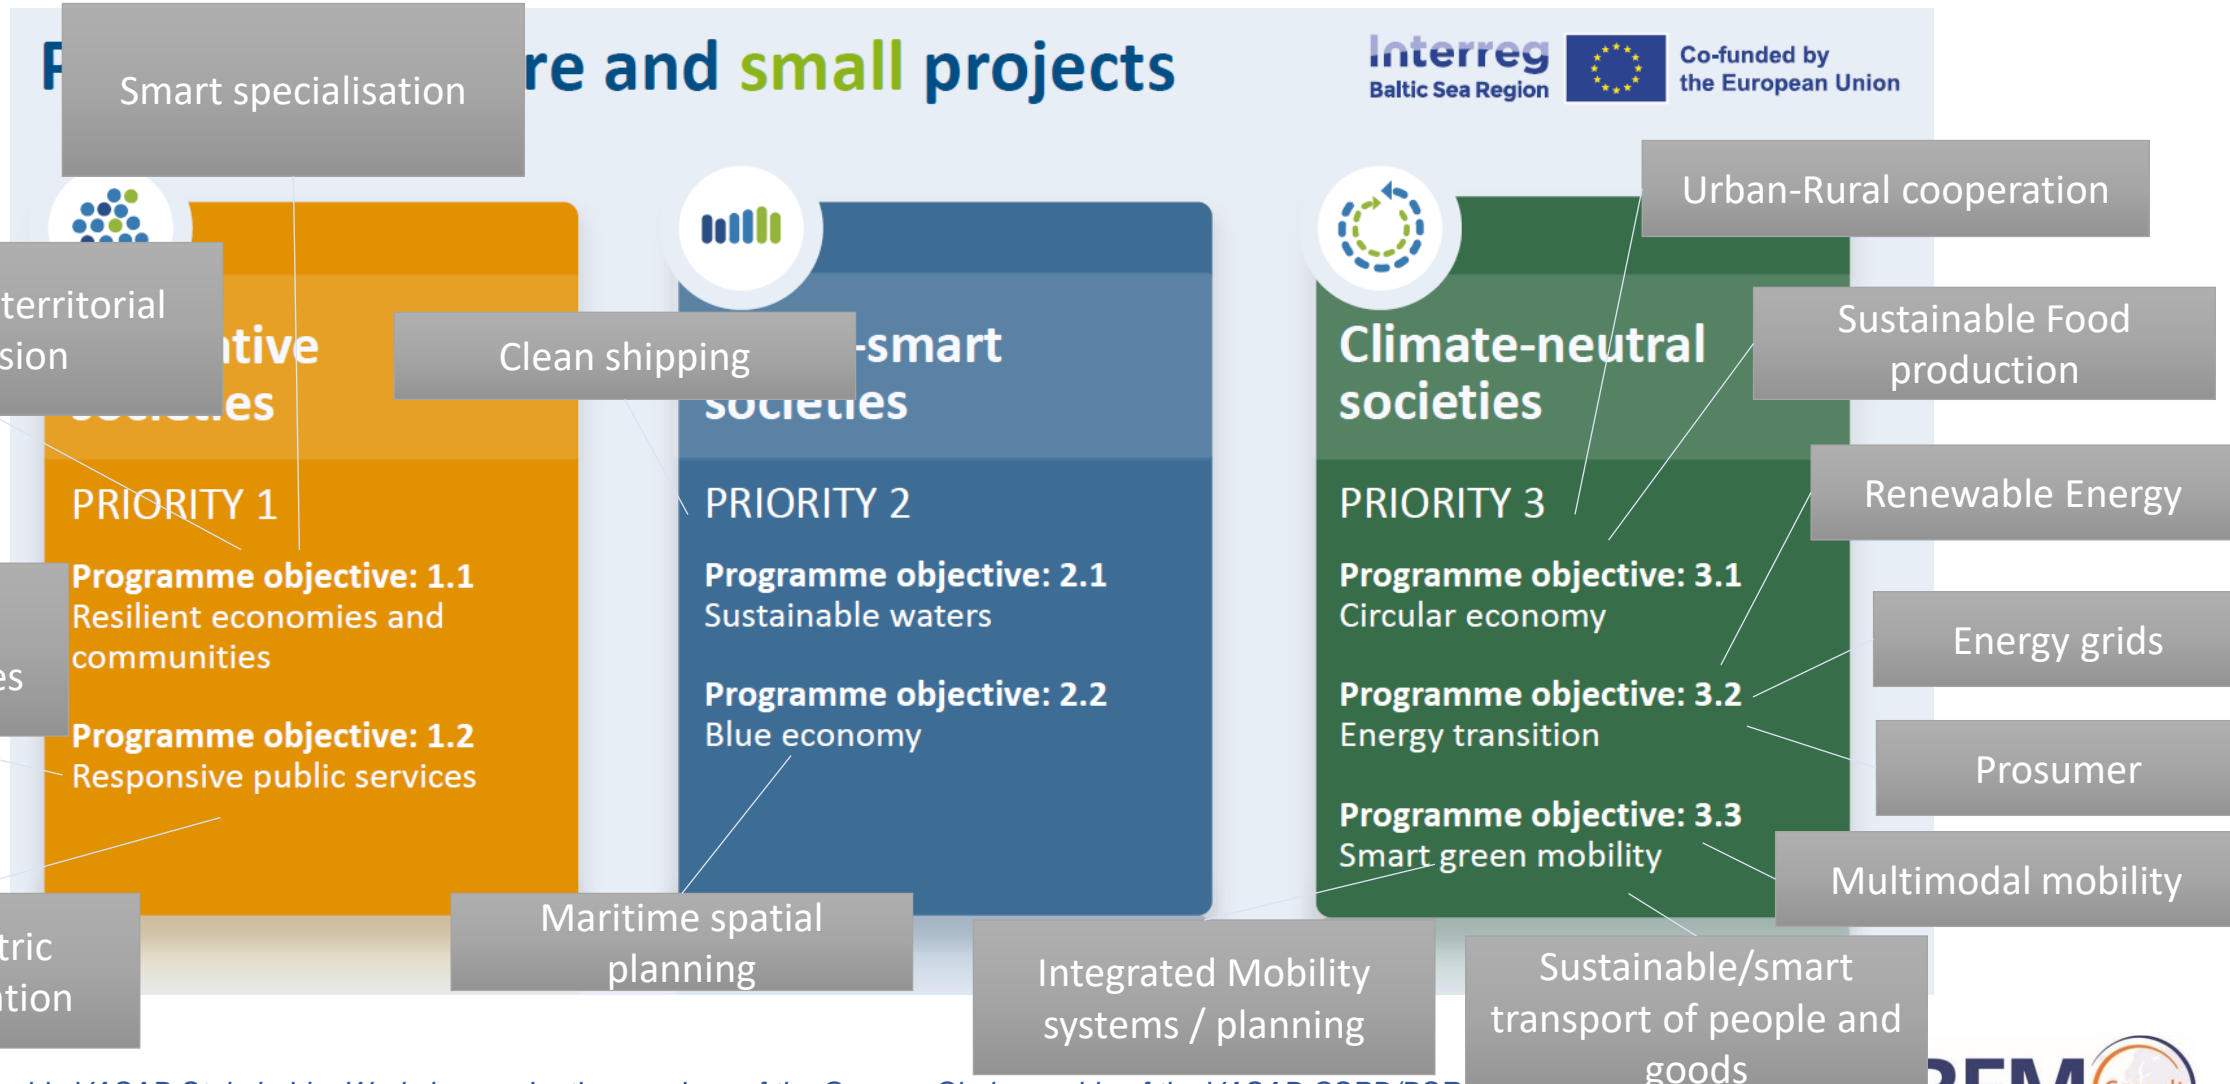 Smart specialisation
re and small projects
Interreg
Baltic Sea Region
Co-funded by
the European Union
Urban-Rural cooperation
territorial
sion
tive
societies
Clean shipping
-smart
societies
Climate-neutral
societies
Sustainable Food
production
PRIORITY 1
Programme objective: 1.1
Resilient economies and
communities
Programme objective: 1.2
Responsive public services
es
tric
ation
PRIORITY 2
Programme objective: 2.1
Sustainable waters
Programme objective: 2.2
Blue economy
Maritime spatial
planning
PRIORITY 3
Programme objective: 3.1
Circular economy
Programme objective: 3.2
Energy transition
Programme objective: 3.3
Smart green mobility
Renewable Energy
Energy grids
Prosumer
Multimodal mobility
Integrated Mobility
systems / planning
Sustainable/smart
transport of people and
goods